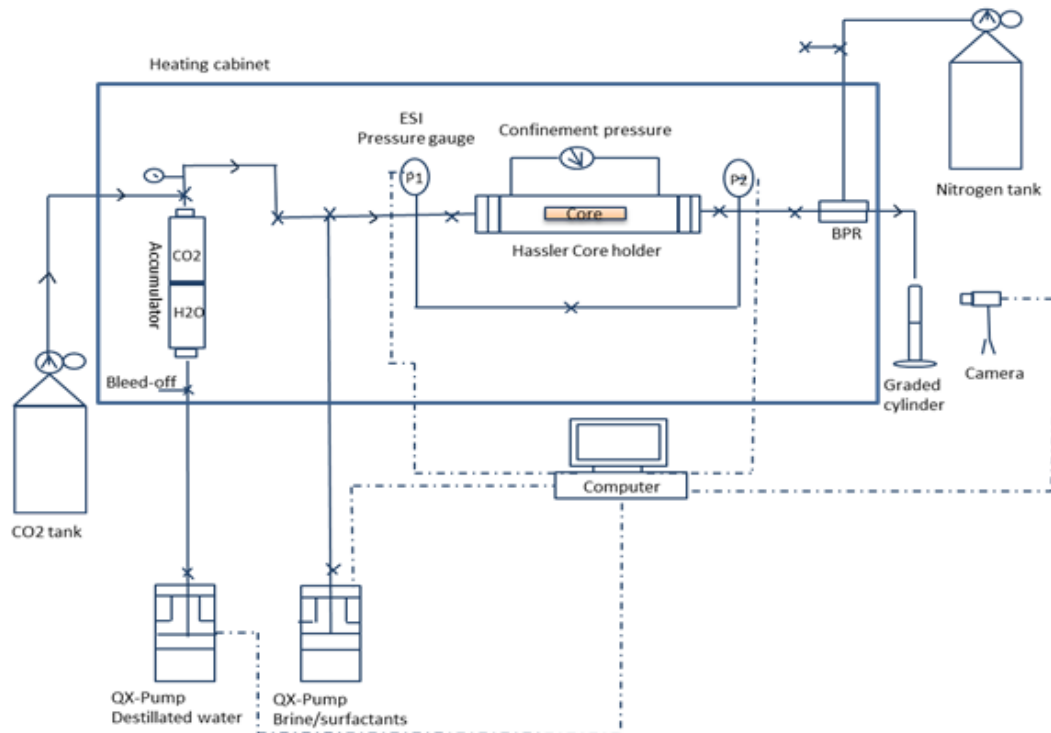 Heating cabinet
ESI
Pressure gauge
Confinement pressure
P1
P2
Nitrogen tank
Core
BPR
Hassler Core holder
CO2
Accumulator
H2O
Bleed-off
Camera
Graded
cylinder
Computer
CO2 tank
QX-Pump
Destillated water
QX-Pump
Brine/surfactants